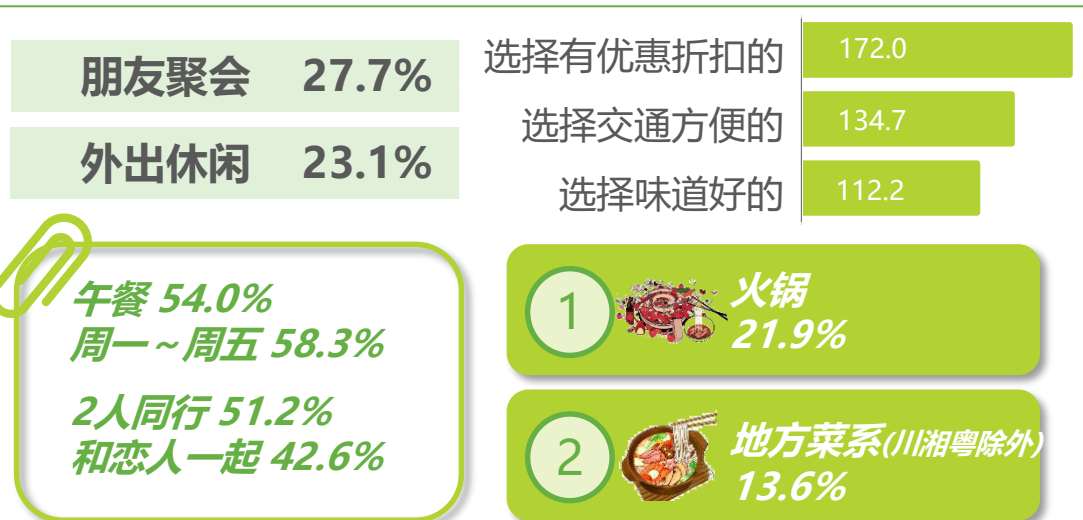 朋友聚会 27.7%
外出休闲 23.1%
选择有优惠折扣的 172.0
选择交通方便的 134.7
选择味道好的 112.2
午餐 54.0%
周一~周五 58.3%
2人同行 51.2%
和恋人一起 42.6%
1
火锅
21.9%
2
地方菜系(川湘粤除外)
13.6%